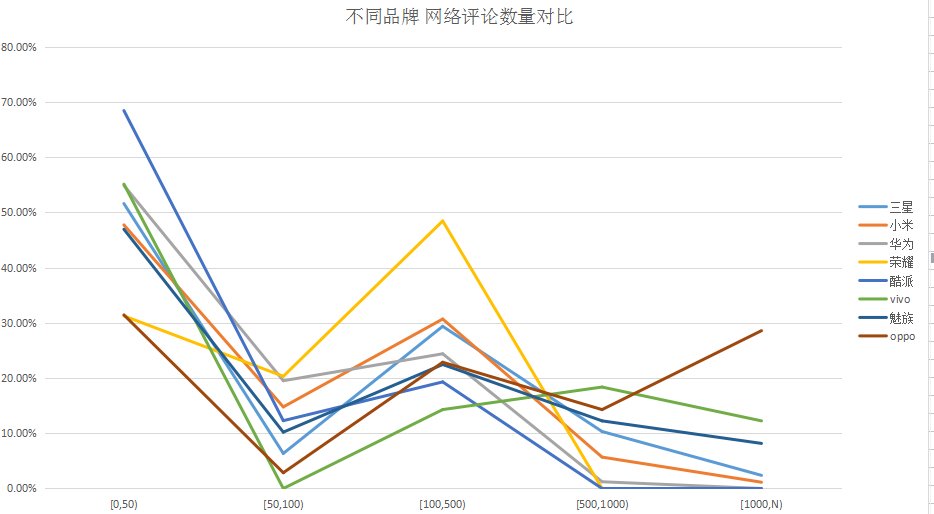 不同品牌 网络评论数量对比
80.00%
70.00%
60.00%
50.00%
40.00%
30.00%
20.00%
10.00%
0.00%
[0,50) [50,100) [100,500) [500,1000) [1000,N)
三星
小米
华为
荣耀
酷派
vivo
魅族
oppo